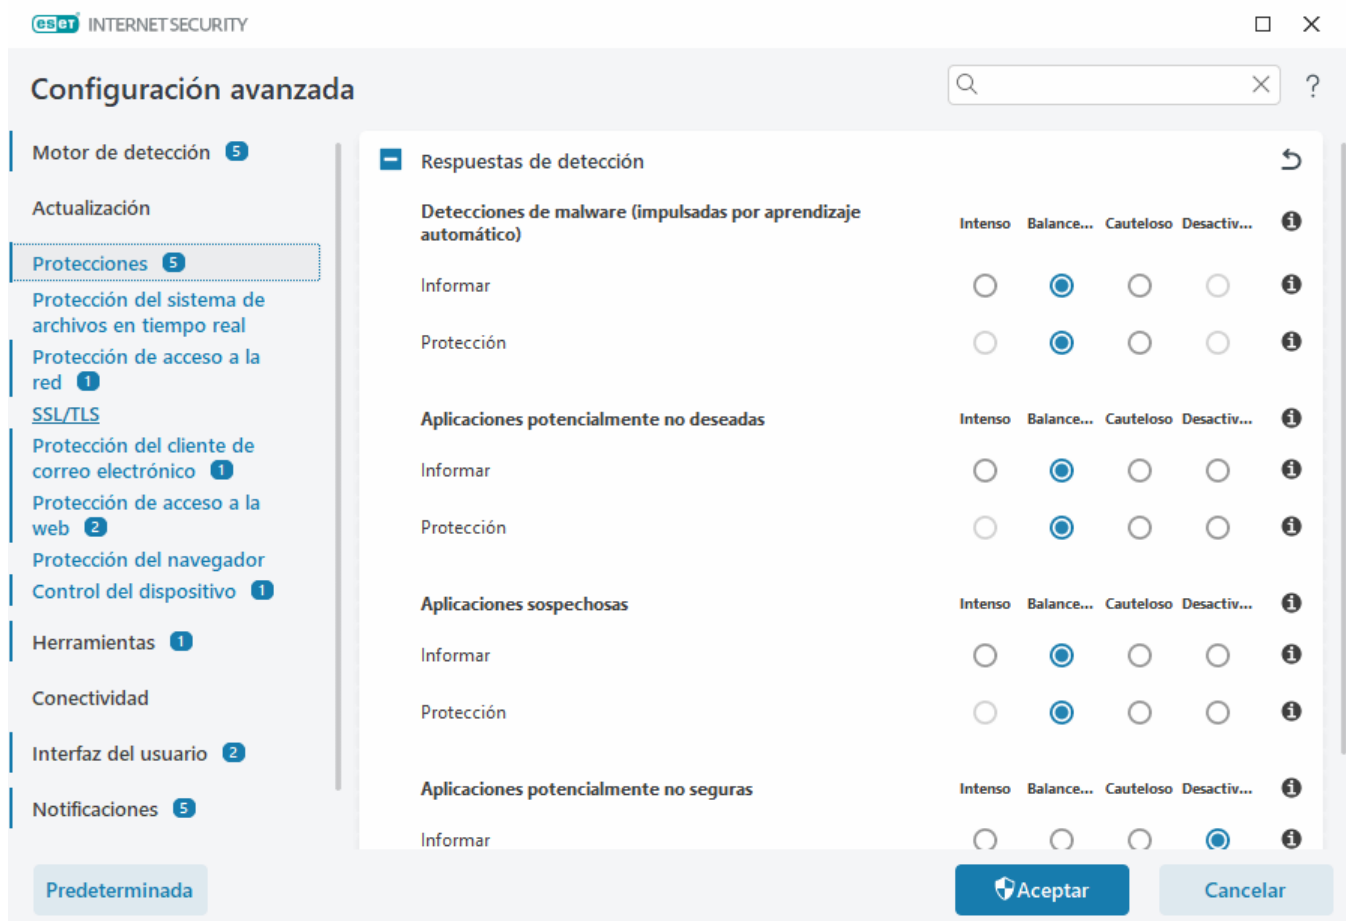 eset INTERNET SECURITY
Configuración avanzada
?
Motor de detección 5
Actualización
Protecciones 5
Protección del sistema de
archivos en tiempo real
Protección de acceso a la
red 1
SSL/TLS
Protección del cliente de
correo electrónico 1
Protección de acceso a la
web 2
Protección del navegador
Control del dispositivo 1
Herramientas 1
Conectividad
Interfaz del usuario 2
Notificaciones 5
Respuestas de detección
Detecciones de malware (impulsadas por aprendizaje
automático)
Intenso Balance... Cauteloso Desactiv...
Informar
Protección
Aplicaciones potencialmente no deseadas Intenso Balance... Cauteloso Desactiv...
Informar
Protección
Aplicaciones sospechosas Intenso Balance... Cauteloso Desactiv...
Informar
Protección
Aplicaciones potencialmente no seguras Intenso Balance... Cauteloso Desactiv...
Informar
Predeterminada
Aceptar
Cancelar